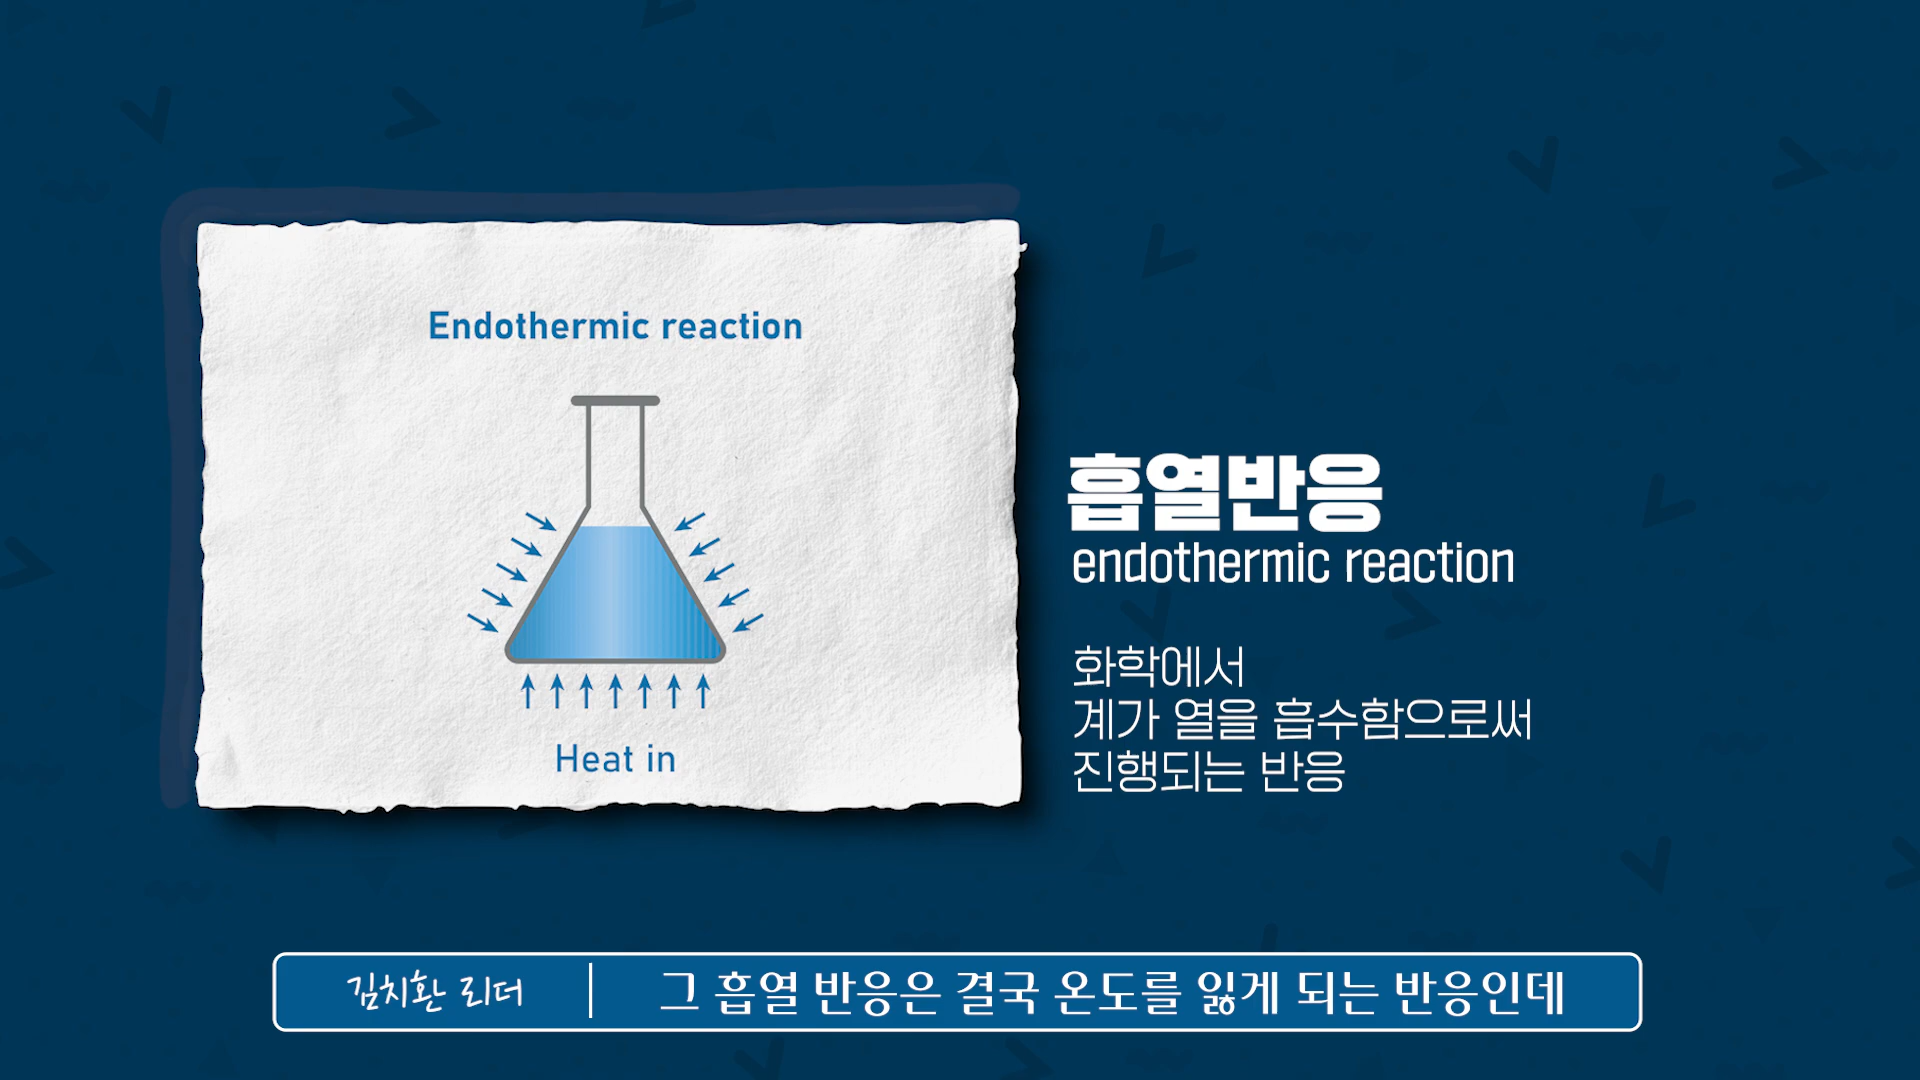 Endothermic reaction
Heat in
흡열반응
endothermic reaction
화학에서
계가 열을 흡수함으로써
진행되는 반응
김치환 리더
그 흡열 반응은 결국 온도를 잃게 되는 반응인데